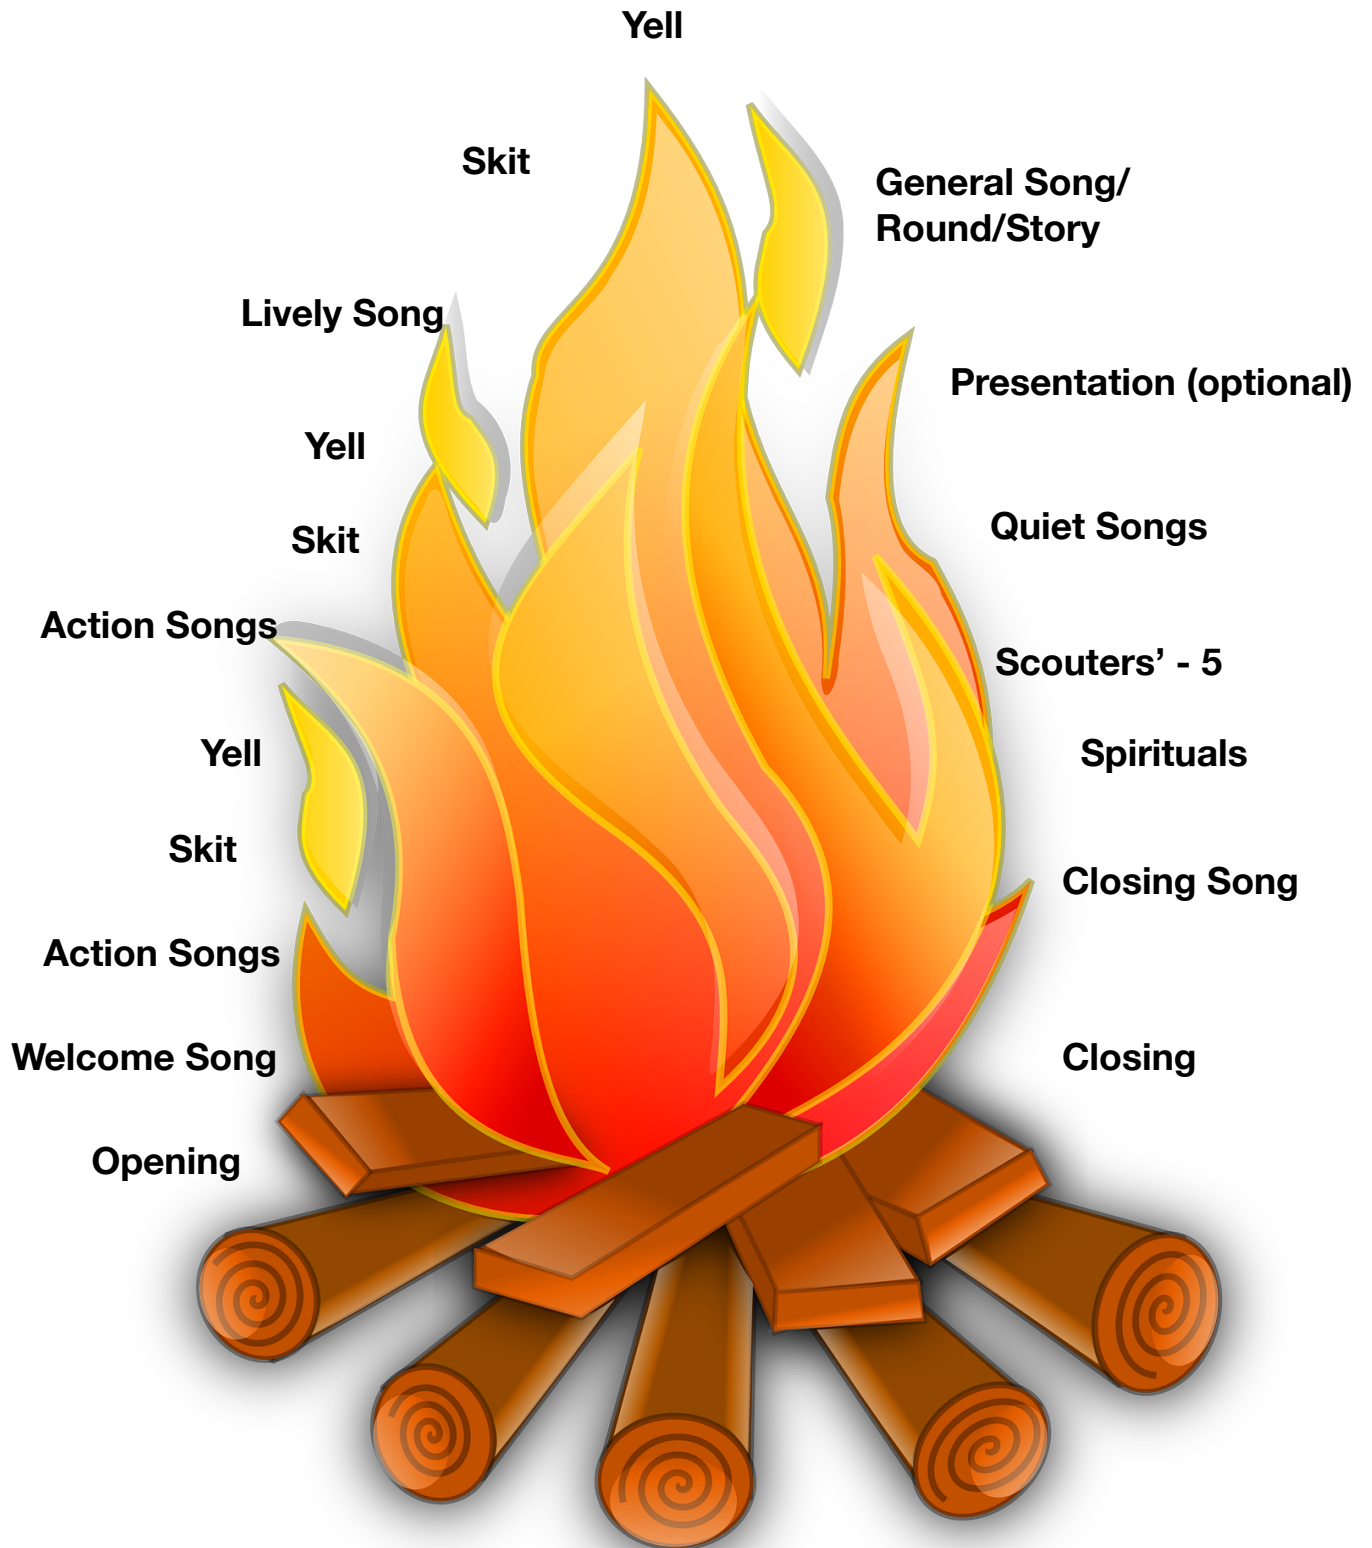 Yell
Skit
General Song/
Round/Story
Lively Song
Presentation (optional)
Yell
Quiet Songs
Skit
Action Songs
Scouters’ - 5
Yell
Spirituals
Skit
Closing Song
Action Songs
Welcome Song
Closing
Opening